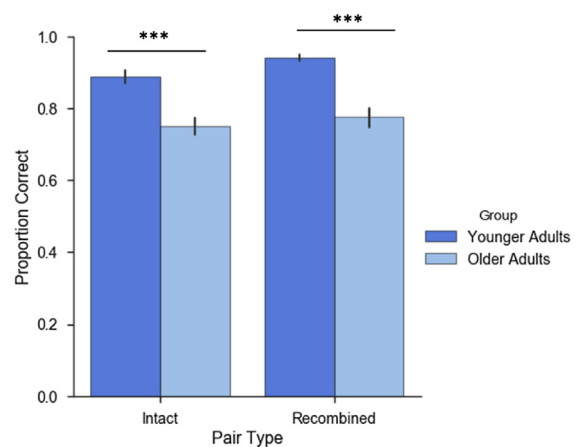 ***
***
1.0
0.8
0.6
0.4
0.2
0.0
Proportion Correct
Intact
Recombined
Pair Type
Group
Younger Adults
Older Adults